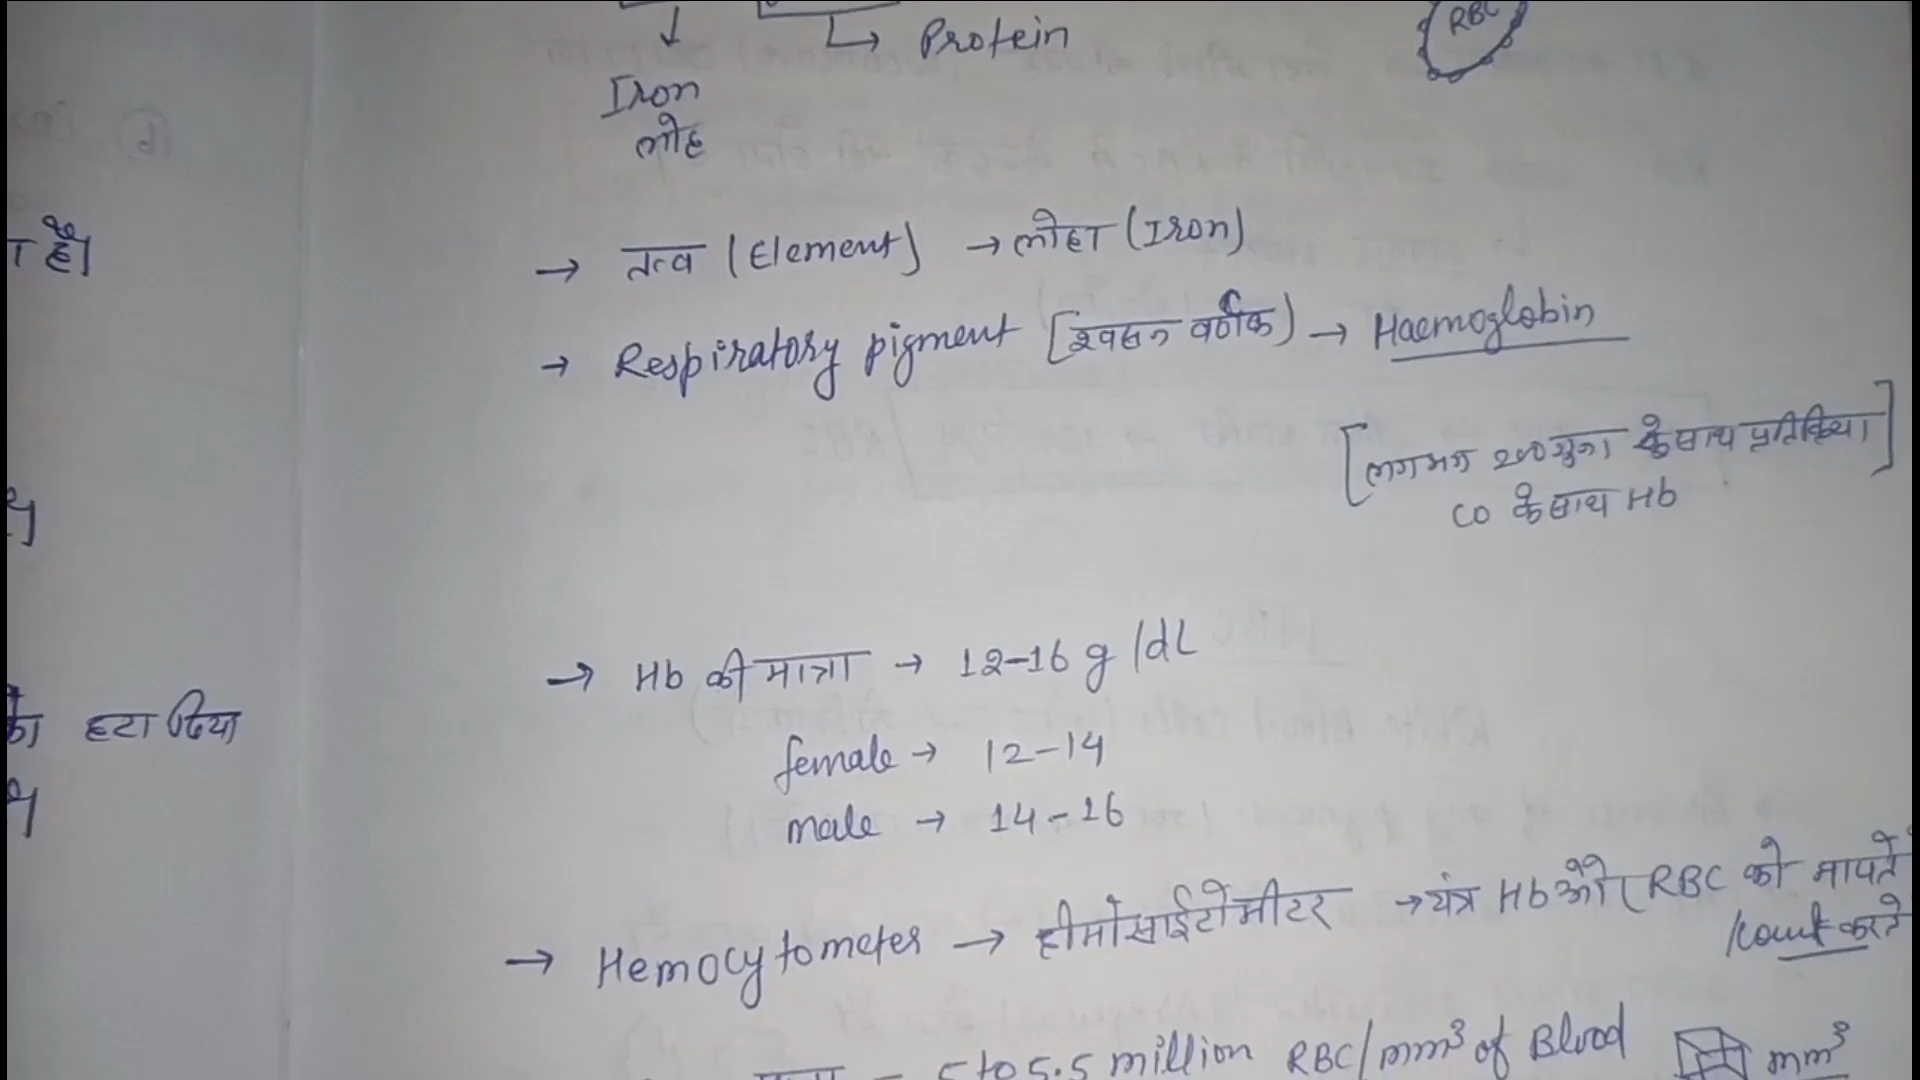 RBC
→ Protein
Iron
लोह
→ तत्व (Element) → लोहा (Iron)
→ Respiratory pigment [श्वसन वर्णक) → Haemoglobin
[लगभग 200 गुना के साथ प्रतिक्रिया]
CO के साथ Hb
→ Hb की मात्रा → 12-16 g/dL
female → 12-14
male → 14-16
→ Hemocytometer → हीमोसाईटोमीटर → यंत्र Hb और RBC को मापते
/count करते
5 to 5.5 million RBC/mm³ of Blood mm³
त है।
का हटा दिया